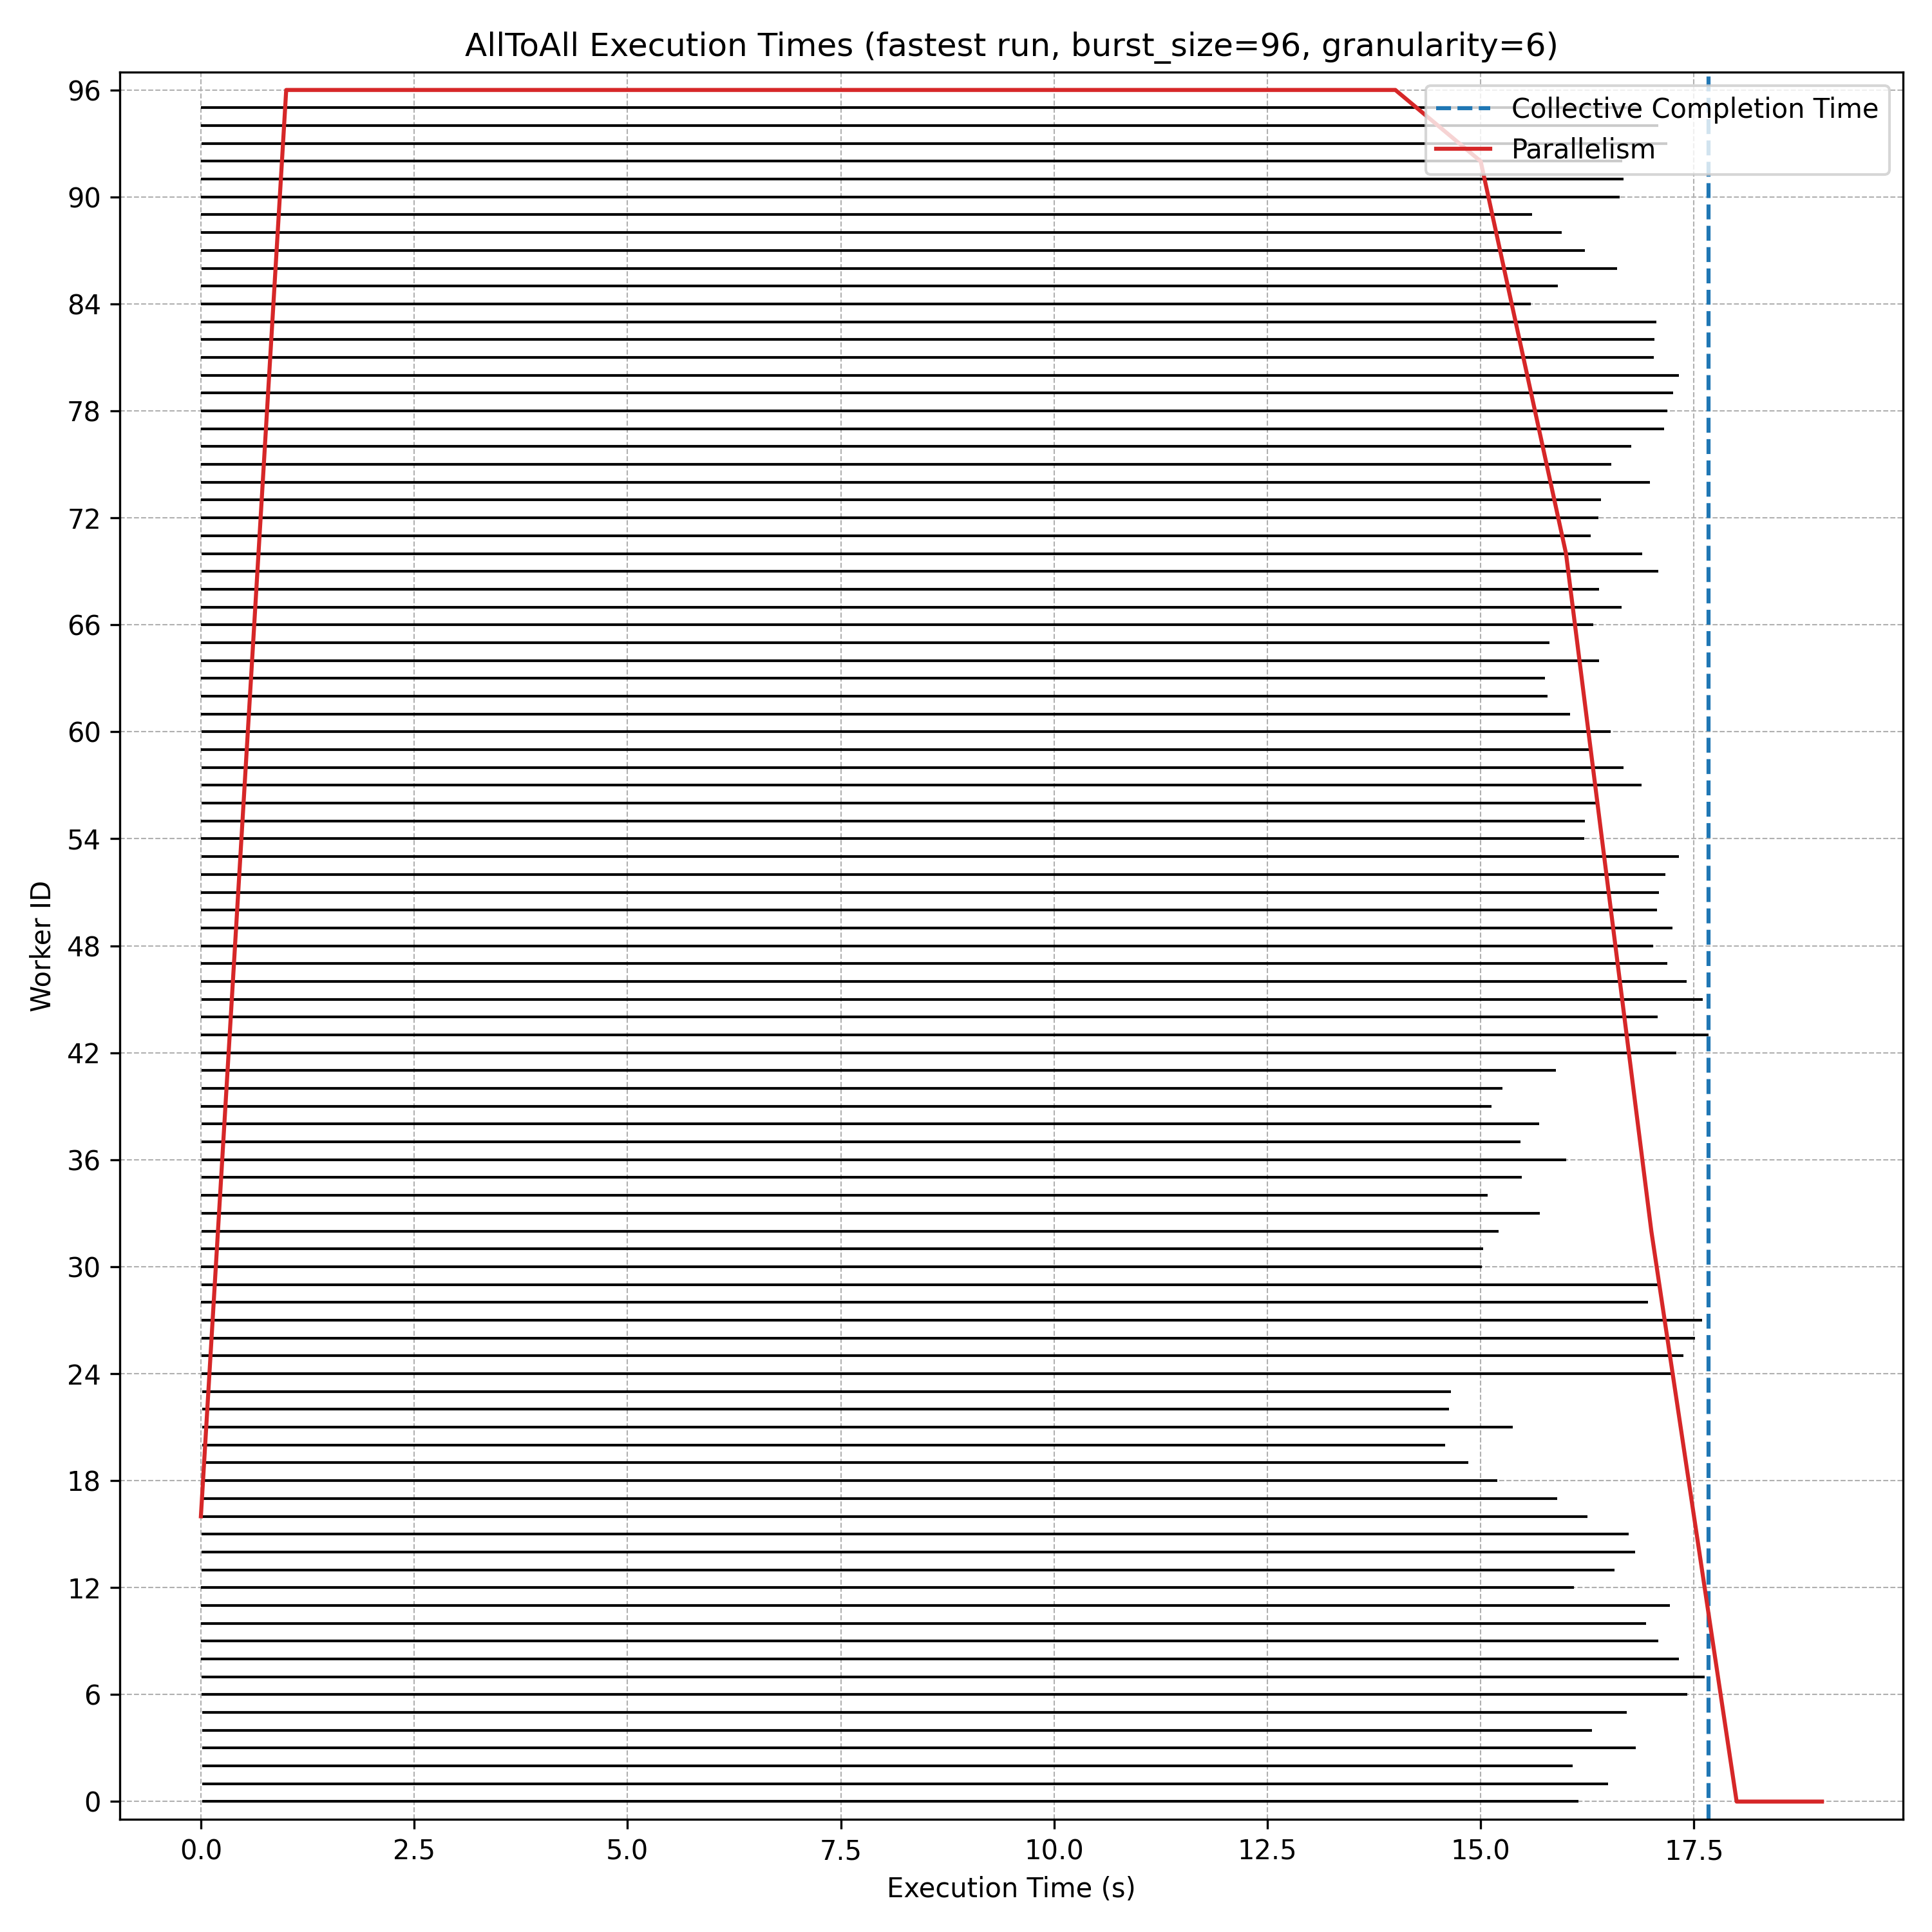 AllToAll Execution Times (fastest run, burst_size=96, granularity=6)
Collective Completion Time
Parallelism
96
90
84
78
72
66
60
54
48
42
36
30
24
18
12
6
0
Worker ID
0.0 2.5 5.0 7.5 10.0 12.5 15.0 17.5
Execution Time (s)